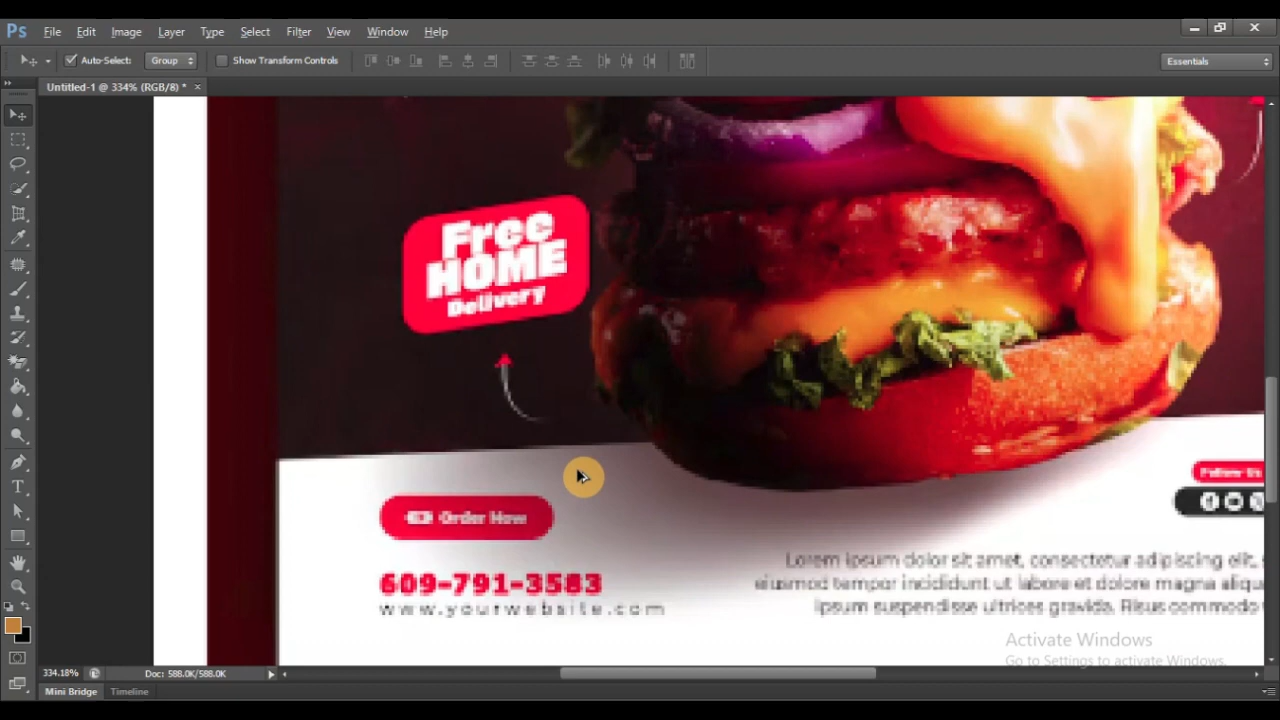 Ps File Edit Image Layer Type Select Filter View Window Help
Auto-Select: Group Show Transform Controls Essentials
Untitled-1 @ 334% (RGB/8) * ×
Free
HOME
Delivery
Follow Us
Order Now
Lorem ipsum dolor sit amet, consectetur adipiscing elit,
609-791-3583
eiusmod tempor incididunt ut labore et dolore magna aliqu
www.yourwebsite.com
ipsum suspendisse ultrices gravida. Risus commodo
Activate Windows
Go to Settings to activate Windows.
334.18% Doc: 588.0K/588.0K
Mini Bridge Timeline